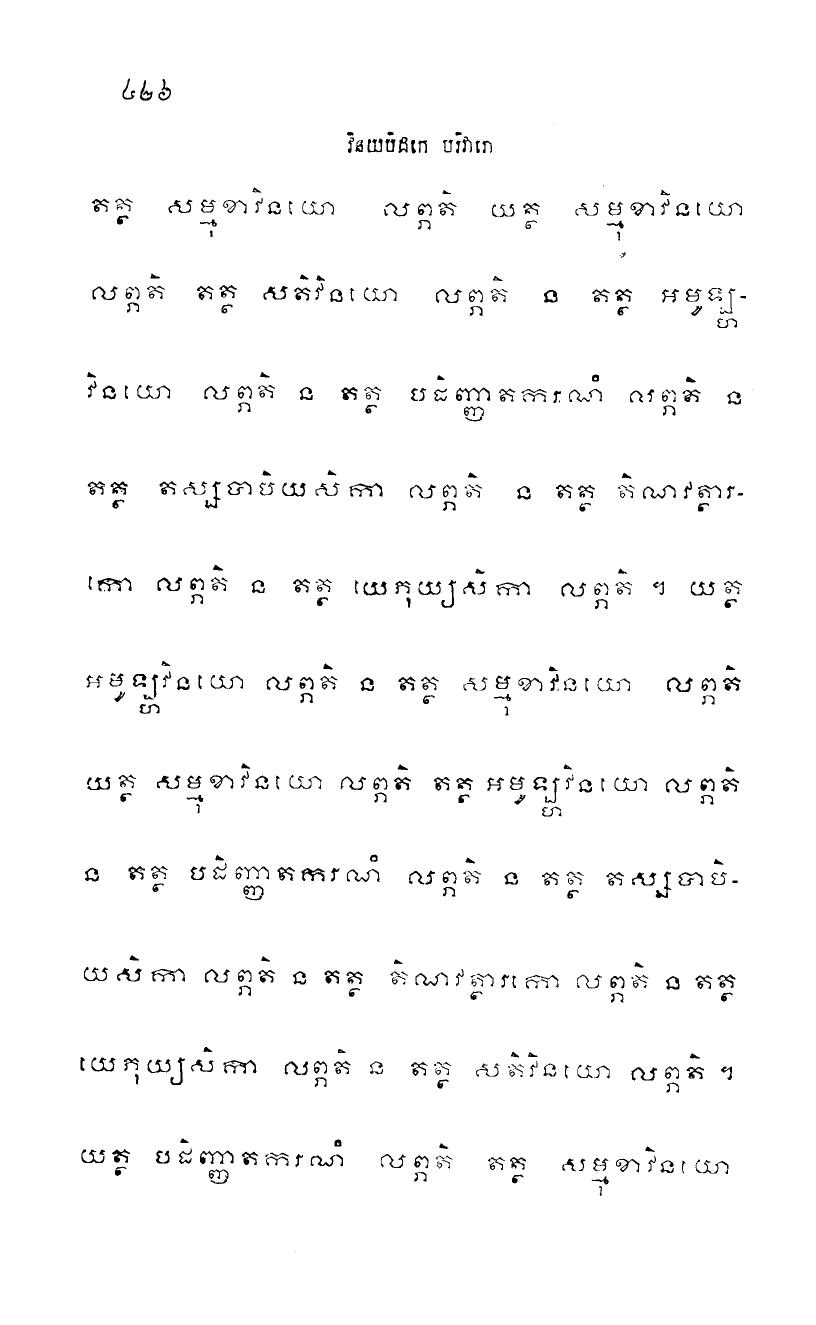 ៤២៦
វិនយបិដកេ បរិវារោ
តត្ថ សម្មុខាវិនយោ លព្ភតិ យត្ថ សម្មុខាវិនយោ
លព្ភតិ តត្ថ សតិវិនយោ លព្ភតិ ន តត្ថ អមូឡ្ហ-
វិនយោ លព្ភតិ ន តត្ថ បដិញ្ញាតករណំ លព្ភតិ ន
តត្ថ តស្បទាបិយសិកា លព្ភតិ ន តត្ថ តិណវត្ថារ-
កោ លព្ភតិ ន តត្ថ យេភុយ្យសិកា លព្ភតិ ។ យត្ថ
អមូឡ្ហវិនយោ លព្ភតិ ន តត្ថ សម្មុខាវិនយោ លព្ភតិ
យត្ថ សម្មុខាវិនយោ លព្ភតិ តត្ថ អមូឡ្ហវិនយោ លព្ភតិ
ន តត្ថ បដិញ្ញាតករណំ លព្ភតិ ន តត្ថ តស្បទាបិ-
យសិកា លព្ភតិ ន តត្ថ តិណវត្ថារកោ លព្ភតិ ន តត្ថ
យេភុយ្យសិកា លព្ភតិ ន តត្ថ សតិវិនយោ លព្ភតិ ។
យត្ថ បដិញ្ញាតករណំ លព្ភតិ តត្ថ សម្មុខាវិនយោ